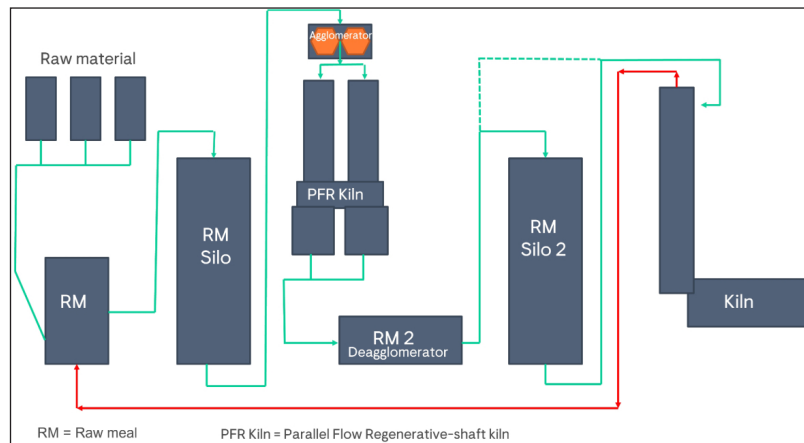 Raw material
Agglomerator
PFR Kiln
RM
Silo
RM
Silo 2
RM
Kiln
RM 2
Deagglomerator
RM = Raw meal
PFR Kiln = Parallel Flow Regenerative-shaft kiln